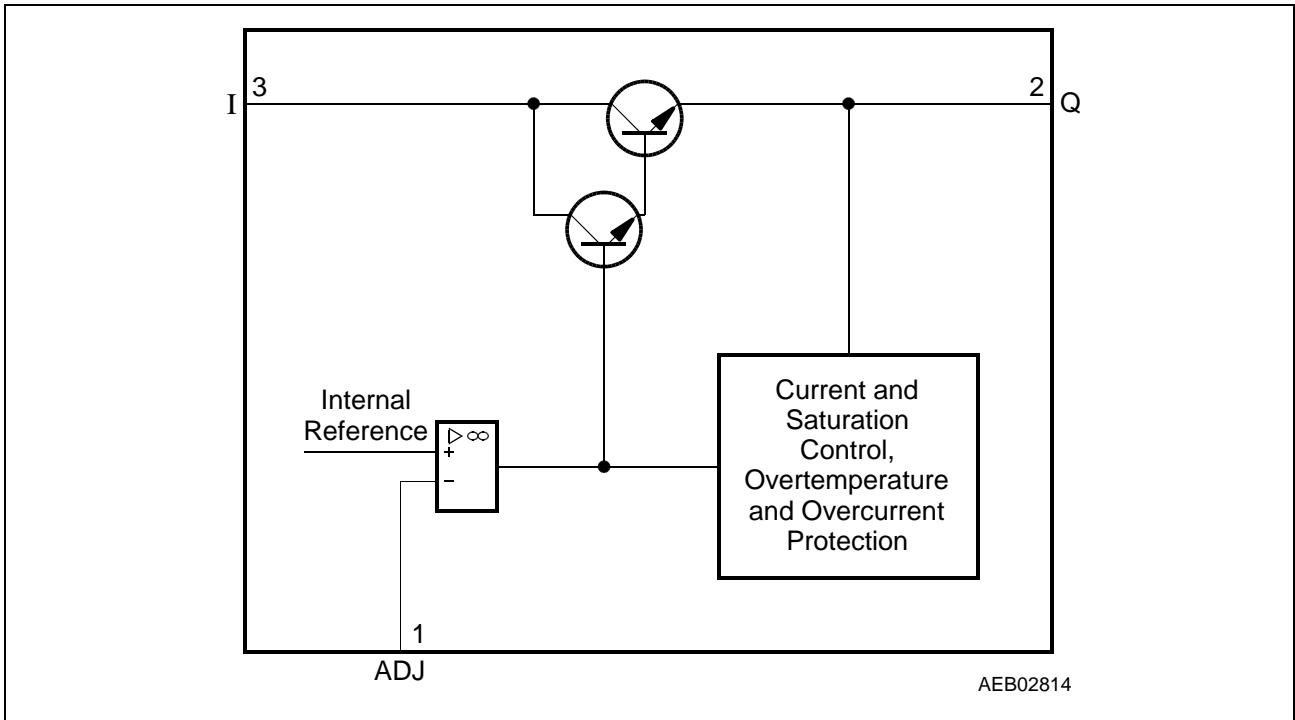 3
2
I
Q
Internal
Reference
▷ ∞
+
−
Current and
Saturation
Control,
Overtemperature
and Overcurrent
Protection
1
ADJ
AEB02814